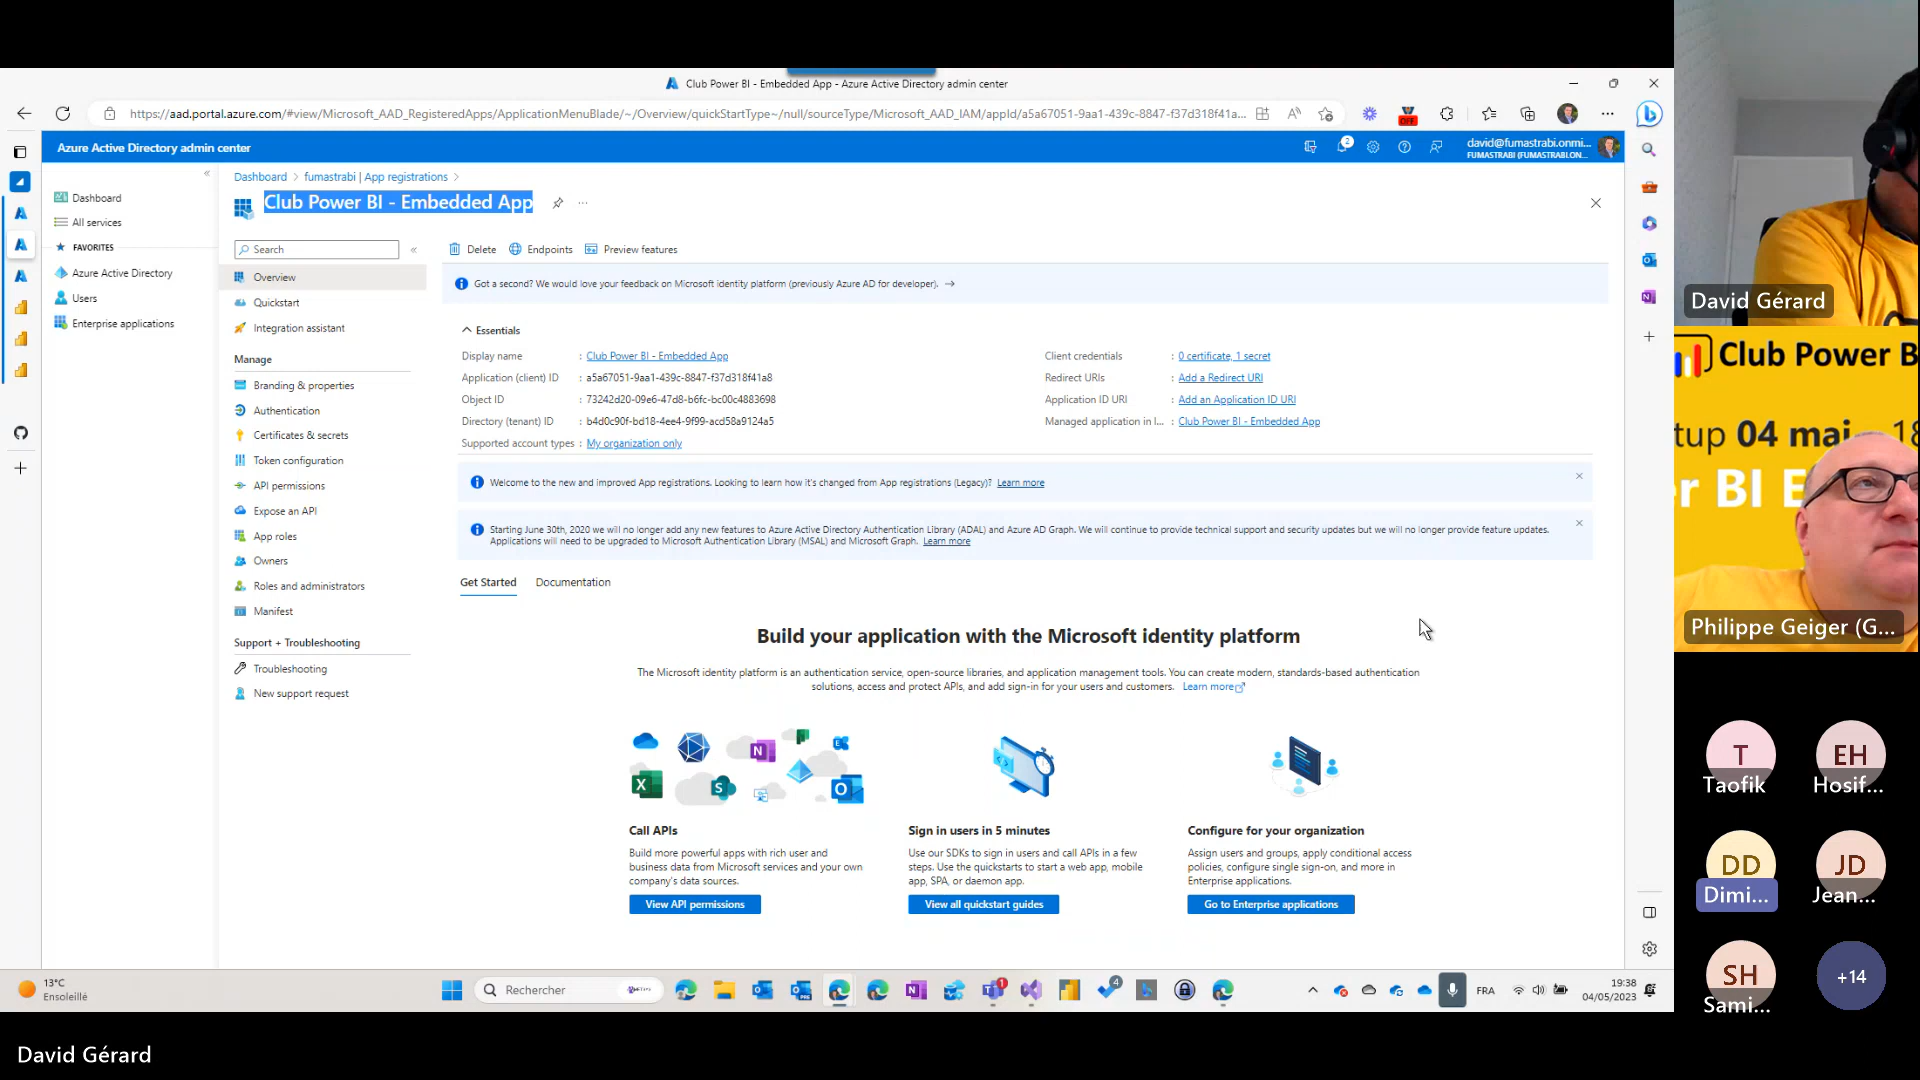 Club Power BI - Embedded App - Azure Active Directory admin center
https://aad.portal.azure.com/#view/Microsoft_AAD_RegisteredApps/ApplicationMenuBlade/~/Overview/quickStartType~/null/sourceType/Microsoft_AAD_IAM/appId/a5a67051-9aa1-439c-8847-f37d318f41a...
OFF
Azure Active Directory admin center
2
david@fumastrabi.onmi...
FUMASTRABI (FUMASTRABI.ON...
Dashboard
All services
FAVORITES
Azure Active Directory
Users
Enterprise applications
Dashboard > fumastrabi | App registrations >
Club Power BI - Embedded App
...
Search
Overview
Quickstart
Integration assistant
Manage
Branding & properties
Authentication
Certificates & secrets
Token configuration
API permissions
Expose an API
App roles
Owners
Roles and administrators
Manifest
Support + Troubleshooting
Troubleshooting
New support request
Delete Endpoints Preview features
Got a second? We would love your feedback on Microsoft identity platform (previously Azure AD for developer). →
Essentials
Display name : Club Power BI - Embedded App
Application (client) ID : a5a67051-9aa1-439c-8847-f37d318f41a8
Object ID : 73242d20-09e6-47d8-b6fc-bc00c4883698
Directory (tenant) ID : b4d0c90f-bd18-4ee4-9f99-acd58a9124a5
Supported account types : My organization only
Client credentials : 0 certificate, 1 secret
Redirect URIs : Add a Redirect URI
Application ID URI : Add an Application ID URI
Managed application in l... : Club Power BI - Embedded App
Welcome to the new and improved App registrations. Looking to learn how it's changed from App registrations (Legacy)? Learn more
Starting June 30th, 2020 we will no longer add any new features to Azure Active Directory Authentication Library (ADAL) and Azure AD Graph. We will continue to provide technical support and security updates but we will no longer provide feature updates.
Applications will need to be upgraded to Microsoft Authentication Library (MSAL) and Microsoft Graph. Learn more
Get Started Documentation
Build your application with the Microsoft identity platform
The Microsoft identity platform is an authentication service, open-source libraries, and application management tools. You can create modern, standards-based authentication
solutions, access and protect APIs, and add sign-in for your users and customers. Learn more
Call APIs
Build more powerful apps with rich user and
business data from Microsoft services and your own
company's data sources.
View API permissions
Sign in users in 5 minutes
Use our SDKs to sign in users and call APIs in a few
steps. Use the quickstarts to start a web app, mobile
app, SPA, or daemon app.
View all quickstart guides
Configure for your organization
Assign users and groups, apply conditional access
policies, configure single sign-on, and more in
Enterprise applications.
Go to Enterprise applications
13°C
Ensoleillé
Rechercher
1
4
FRA
19:38
04/05/2023
David Gérard
David Gérard
Club Power B
tup 04 mai - 18
r BI E
Philippe Geiger (G...
T
Taofik
EH
Hosif...
DD
Dimi...
JD
Jean...
SH
Sami...
+14